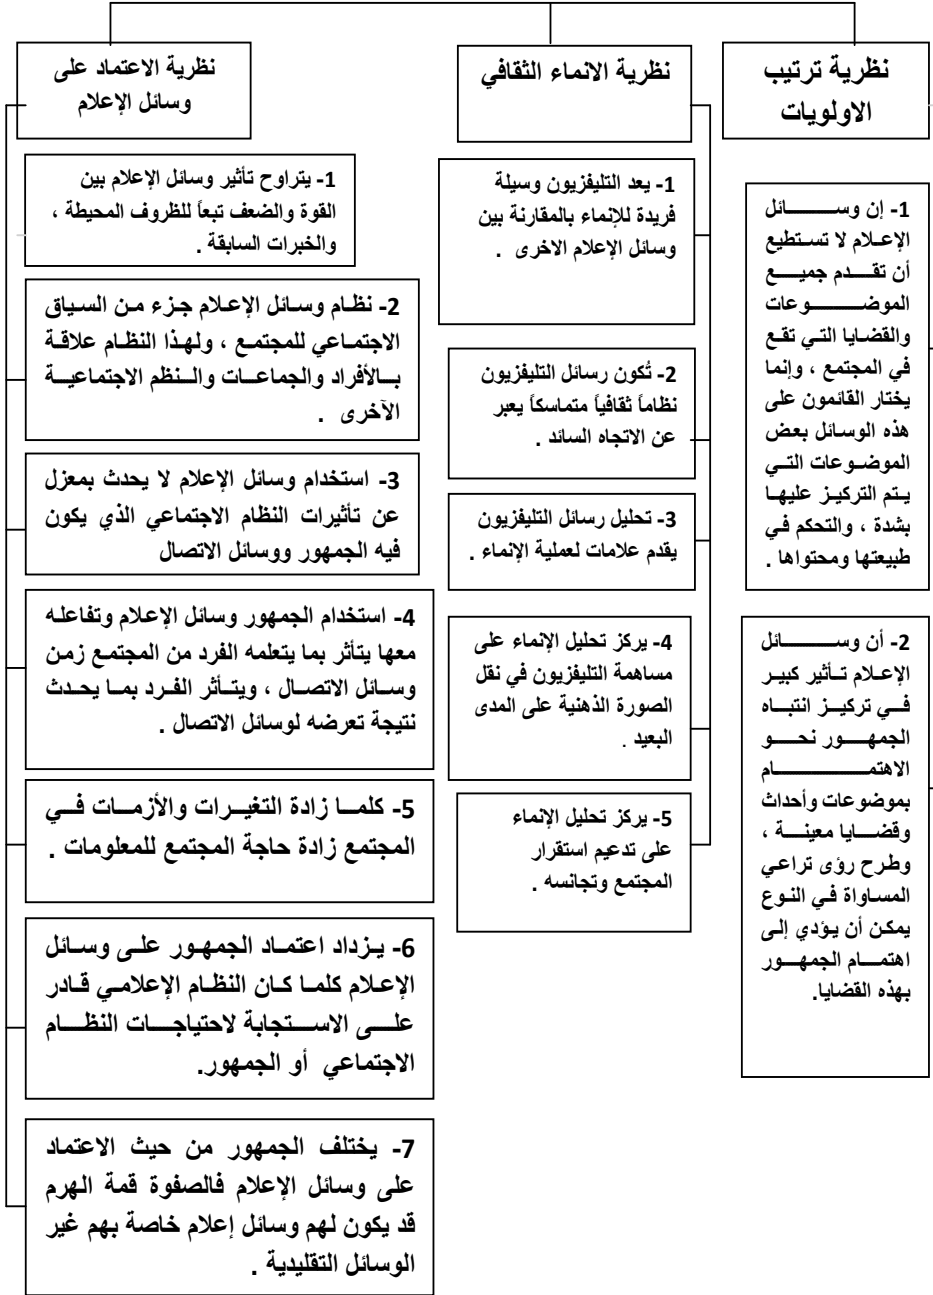 نظرية ترتيب
الاولويات
1- إن وسائل
الإعلام لا تستطيع
أن تقدم جميع
الموضوعات
والقضايا التي تقع
في المجتمع ، وإنما
يختار القائمون على
هذه الوسائل بعض
الموضوعات التي
يتم التركيز عليها
بشدة ، والتحكم في
طبيعتها ومحتواها .
2- أن وسائل
الإعلام تأثير كبير
في تركيز انتباه
الجمهور نحو
الاهتمام
بموضوعات وأحداث
وقضايا معينة ،
وطرح رؤى تراعي
المساواة في النوع
يمكن أن يؤدي إلى
اهتمام الجمهور
بهذه القضايا.
نظرية الانماء الثقافي
1- يعد التليفزيون وسيلة
فريدة للإنماء بالمقارنة بين
وسائل الإعلام الاخرى .
2- تُكون رسائل التليفزيون
نظاماً ثقافياً متماسكاً يعبر
عن الاتجاه السائد .
3- تحليل رسائل التليفزيون
يقدم علامات لعملية الإنماء .
4- يركز تحليل الإنماء على
مساهمة التليفزيون في نقل
الصورة الذهنية على المدى
البعيد .
5- يركز تحليل الإنماء
على تدعيم استقرار
المجتمع وتجانسه .
نظرية الاعتماد على
وسائل الإعلام
1- يتراوح تأثير وسائل الإعلام بين
القوة والضعف تبعاً للظروف المحيطة ،
والخبرات السابقة .
2- نظام وسائل الإعلام جزء من السياق
الاجتماعي للمجتمع ، ولهذا النظام علاقة
بالأفراد والجماعات والنظم الاجتماعية
الآخرى .
3- استخدام وسائل الإعلام لا يحدث بمعزل
عن تأثيرات النظام الاجتماعي الذي يكون
فيه الجمهور ووسائل الاتصال
4- استخدام الجمهور وسائل الإعلام وتفاعله
معها يتأثر بما يتعلمه الفرد من المجتمع زمن
وسائل الاتصال ، ويتأثر الفرد بما يحدث
نتيجة تعرضه لوسائل الاتصال .
5- كلما زادة التغيرات والأزمات في
المجتمع زادة حاجة المجتمع للمعلومات .
6- يزداد اعتماد الجمهور على وسائل
الإعلام كلما كان النظام الإعلامي قادر
على الاستجابة لاحتياجات النظام
الاجتماعي أو الجمهور.
7- يختلف الجمهور من حيث الاعتماد
على وسائل الإعلام فالصفوة قمة الهرم
قد يكون لهم وسائل إعلام خاصة بهم غير
الوسائل التقليدية .